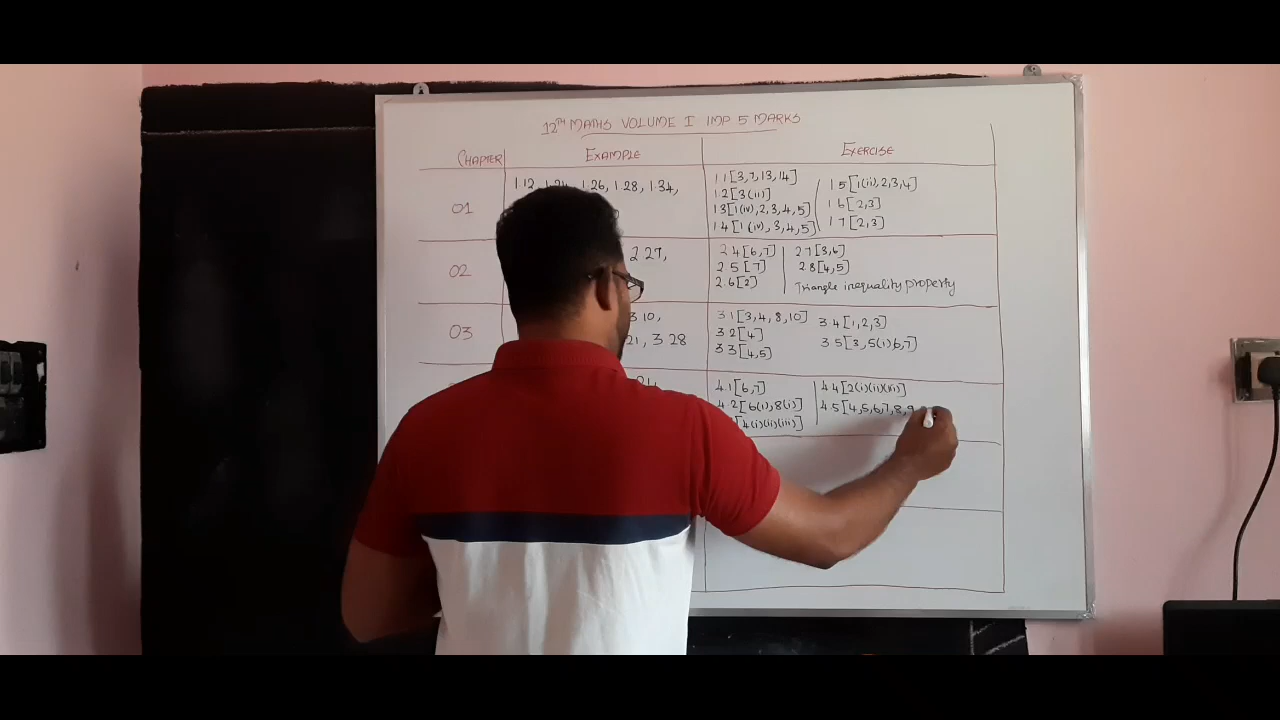 12TH MATHS VOLUME I IMP 5 MARKS
CHAPTER EXAMPLE EXERCISE
01
1.12, 1.26, 1.28, 1.34,
1.1[3,7,13,14]
1.2[3(iii)]
1.3[1(iv),2,3,4,5]
1.4[1(iv),3,4,5]
1.5[1(ii),2,3,4]
1.6[2,3]
1.7[2,3]
02
2.27,
2.4[6,7]
2.5[7]
2.6[2]
2.7[3,6]
2.8[4,5]
Triangle inequality property
03
3.10,
21, 3.28
3.1[3,4,8,10]
3.2[4]
3.3[4,5]
3.4[1,2,3]
3.5[3,5(i)6,7]
4.1[6,7]
4.2[6(i),8(i)]
[4(i)(ii)(iii)]
4.4[2(i)(ii)(iii)]
4.5[4,5,6,7,8,9